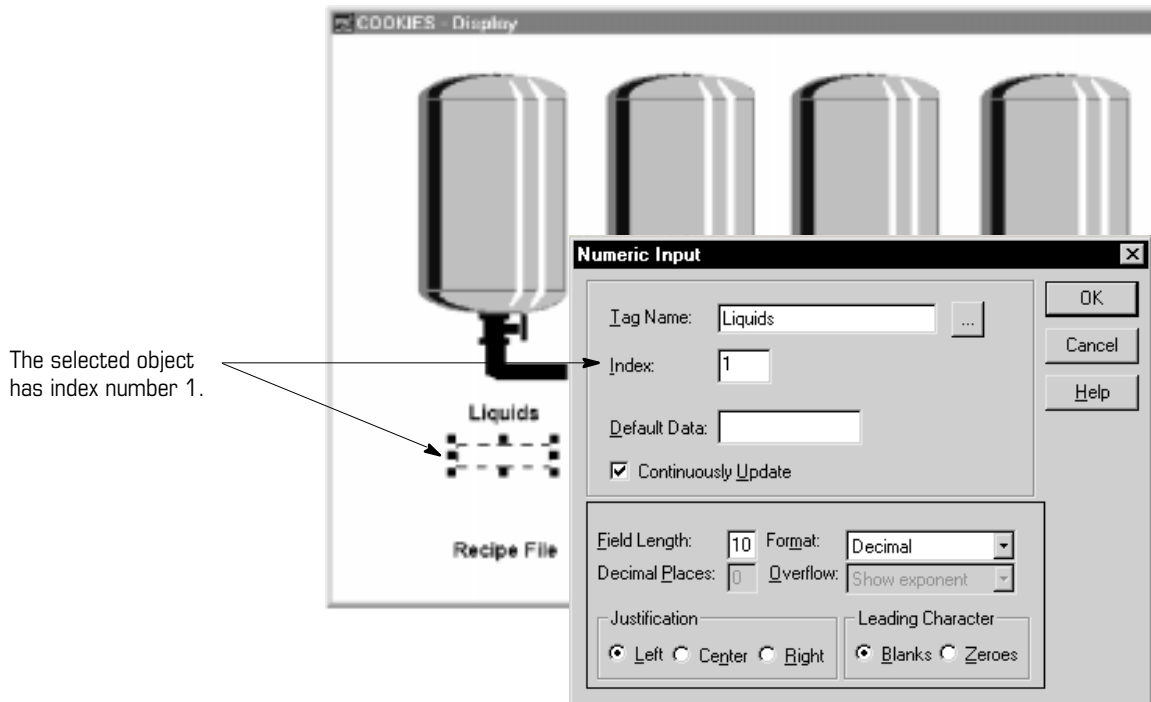 COOKIES - Display
Numeric Input
Tag Name: Liquids ...
Index: 1
Default Data:
Continuously Update
OK
Cancel
Help
The selected object
has index number 1.
Liquids
Recipe File
Field Length: 10 Format: Decimal
Decimal Places: 0 Overflow: Show exponent
Justification
Left Center Right
Leading Character
Blanks Zeroes